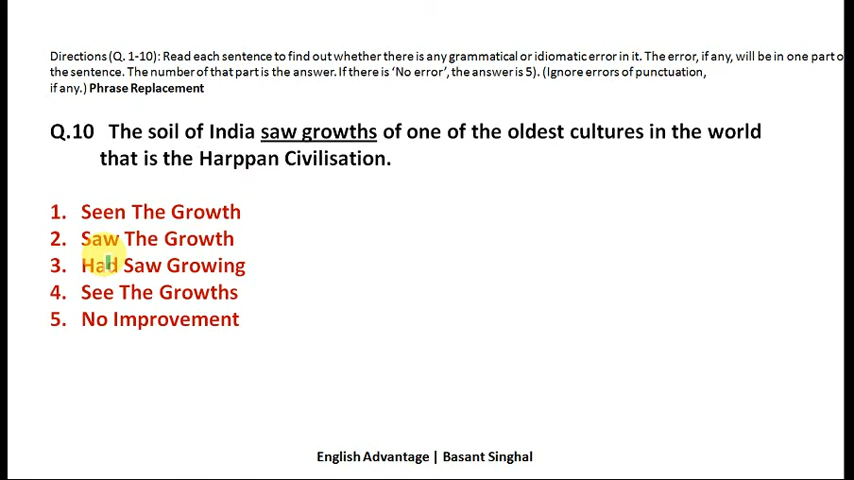 Directions (Q. 1-10): Read each sentence to find out whether there is any grammatical or idiomatic error in it. The error, if any, will be in one part o
the sentence. The number of that part is the answer. If there is ‘No error’, the answer is 5). (Ignore errors of punctuation,
if any.) Phrase Replacement
Q.10 The soil of India saw growths of one of the oldest cultures in the world
that is the Harppan Civilisation.
1. Seen The Growth
2. Saw The Growth
3. Had Saw Growing
4. See The Growths
5. No Improvement
English Advantage | Basant Singhal